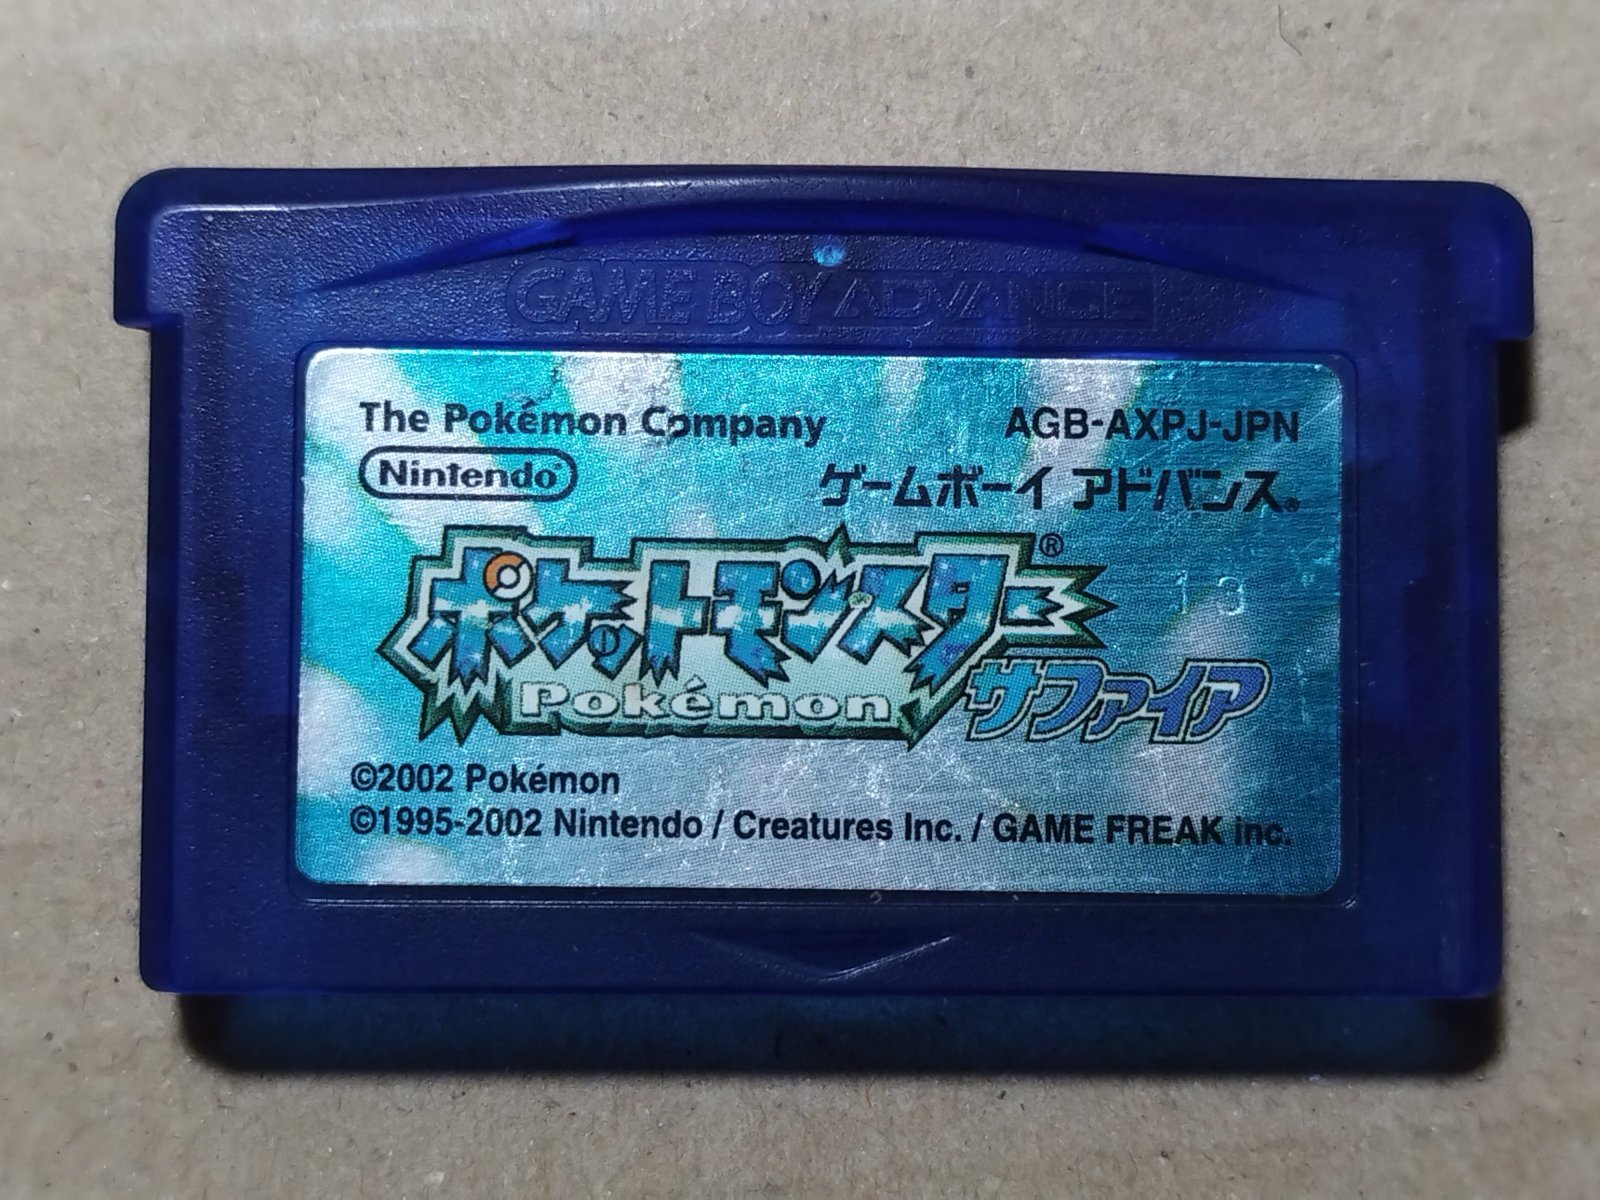 GAME BOY ADVANCE
The Pokémon Company AGB-AXPJ-JPN
Nintendo ゲームボーイ アドバンス®
ポケットモンスター®
Pokémon サファイア
13
©2002 Pokémon
©1995-2002 Nintendo / Creatures Inc. / GAME FREAK inc.